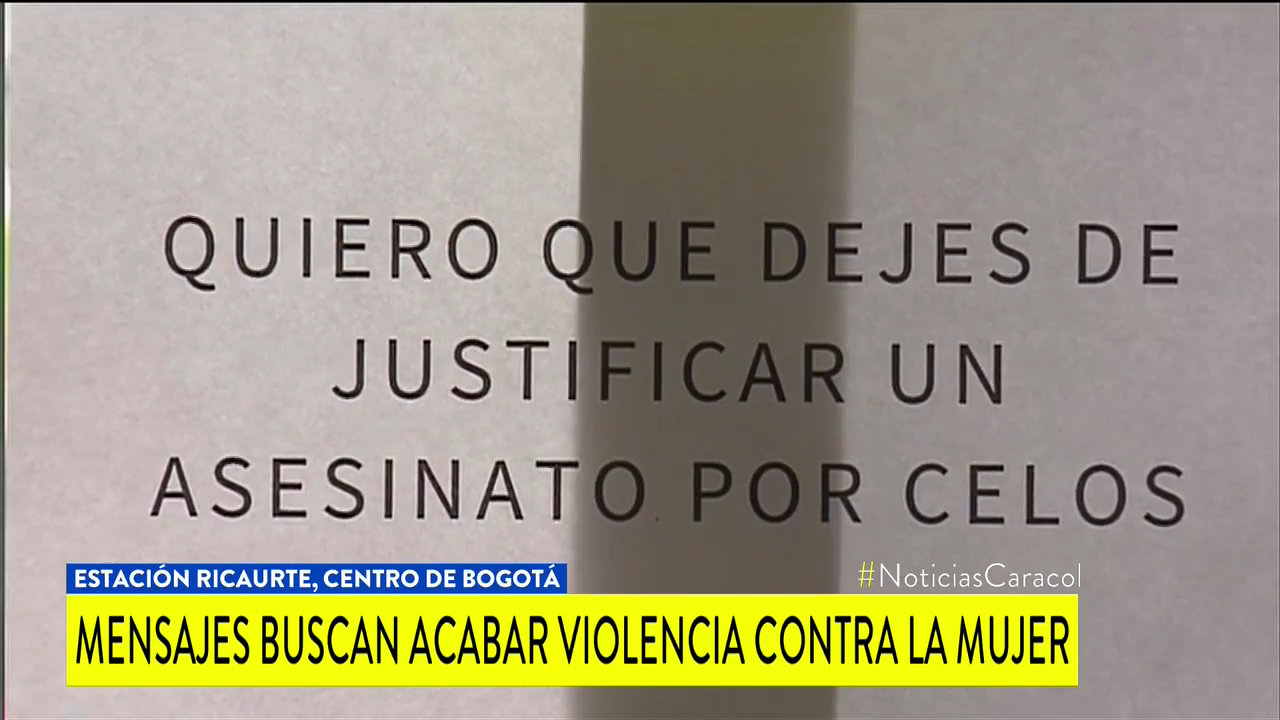 QUIERO QUE DEJES DE
JUSTIFICAR UN
ASESINATO POR CELOS
ESTACIÓN RICAURTE, CENTRO DE BOGOTÁ
#NoticiasCaracol
MENSAJES BUSCAN ACABAR VIOLENCIA CONTRA LA MUJER